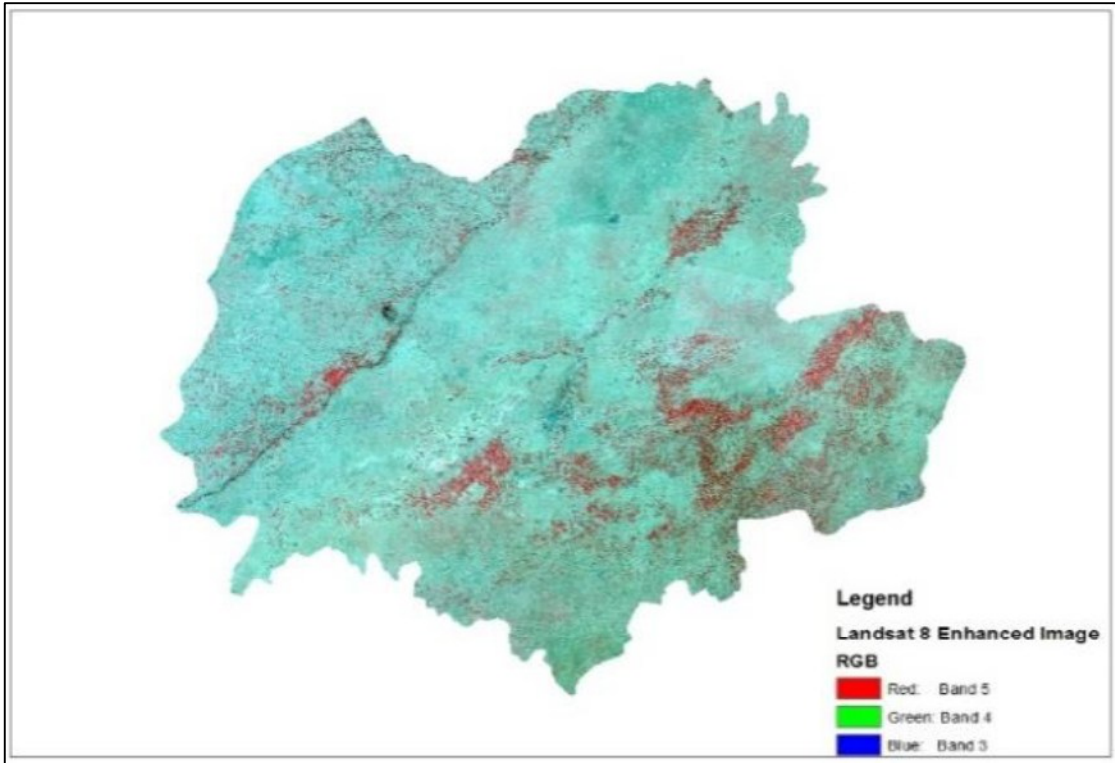 Legend
Landsat 8 Enhanced Image
RGB
Red: Band 5
Green: Band 4
Blue: Band 3